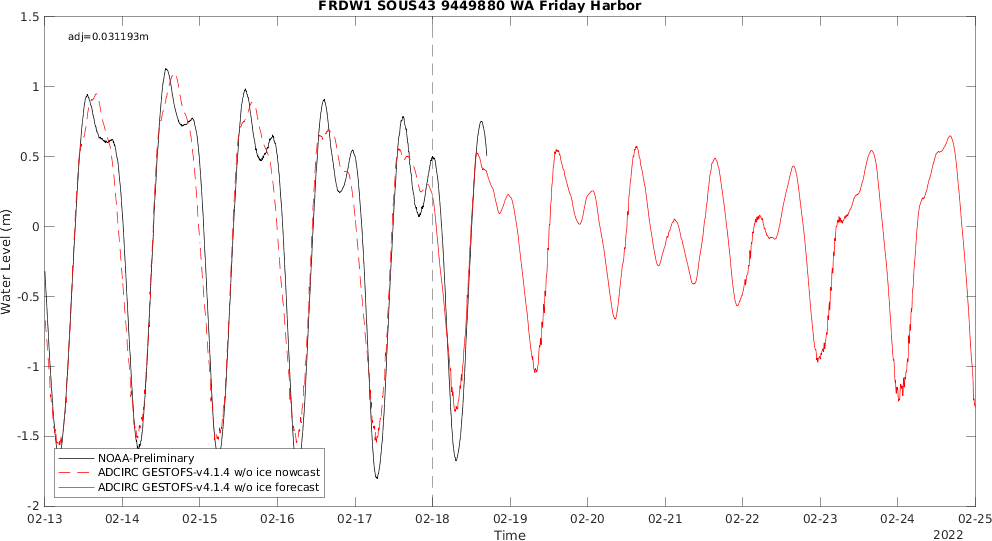 FRDW1 SOUS43 9449880 WA Friday Harbor
adj=0.031193m
1.5
1
0.5
0
-0.5
-1
-1.5
-2
Water Level (m)
NOAA-Preliminary
ADCIRC GESTOFS-v4.1.4 w/o ice nowcast
ADCIRC GESTOFS-v4.1.4 w/o ice forecast
02-13 02-14 02-15 02-16 02-17 02-18 02-19 02-20 02-21 02-22 02-23 02-24 02-25
Time
2022